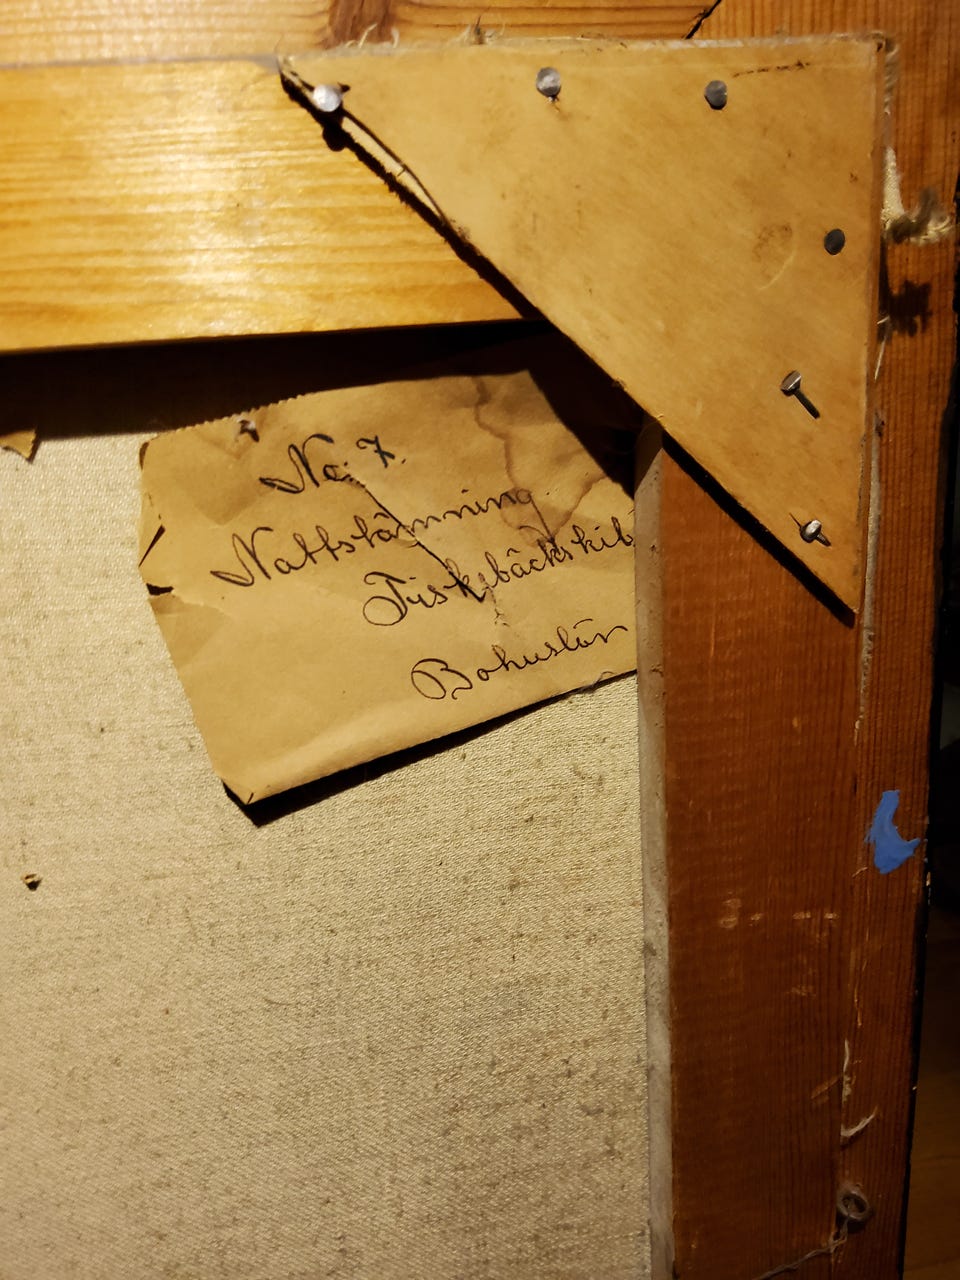 No: 7.
Nattstämning.
Fiskebäckskil
Bohuslän